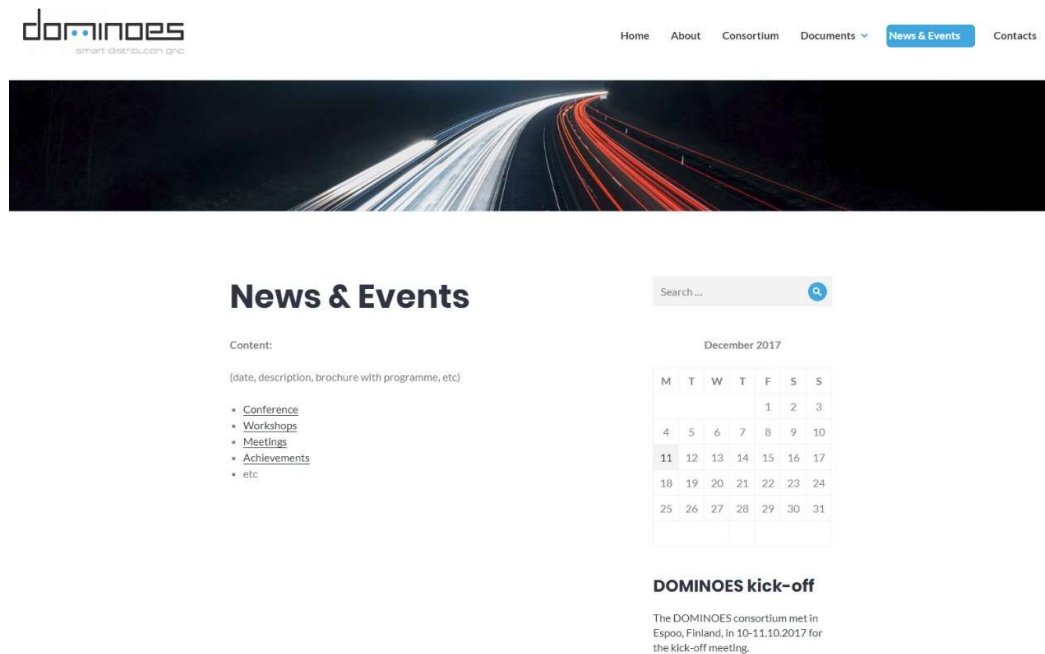 dominoes
smart distribution grid
Home About Consortium Documents News & Events Contacts
News & Events
Content:
(date, description, brochure with programme, etc)
• Conference
• Workshops
• Meetings
• Achievements
• etc
Search ...
December 2017
M T W T F S S
1 2 3
4 5 6 7 8 9 10
11 12 13 14 15 16 17
18 19 20 21 22 23 24
25 26 27 28 29 30 31
DOMINOES kick-off
The DOMINOES consortium met in
Espoo, Finland, in 10-11.10.2017 for
the kick-off meeting.